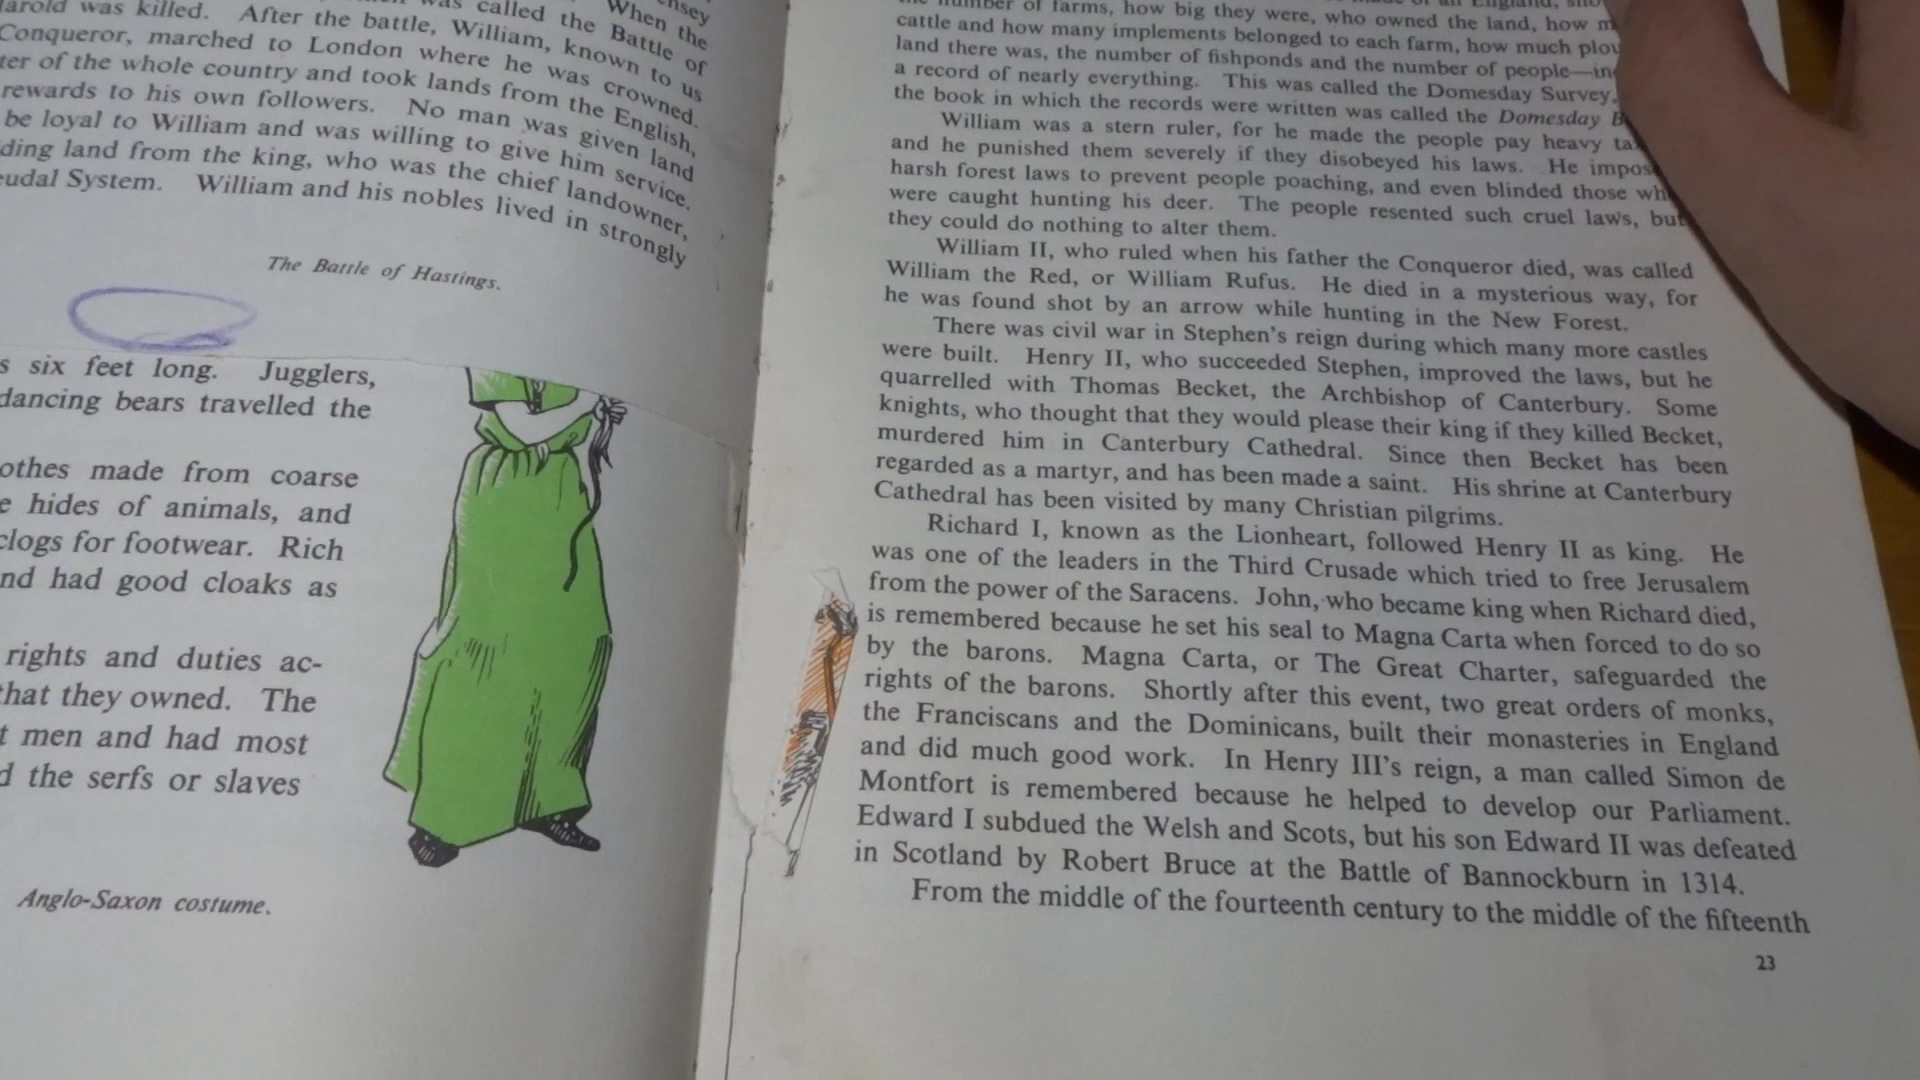 nsey
When the
was called the Battle of
Harold was killed. After the battle, William, known to us
Conqueror, marched to London where he was crowned.
ter of the whole country and took lands from the English,
rewards to his own followers. No man was given land
be loyal to William and was willing to give him service.
ding land from the king, who was the chief landowner,
eudal System. William and his nobles lived in strongly
The Battle of Hastings.
s six feet long. Jugglers,
dancing bears travelled the
othes made from coarse
e hides of animals, and
clogs for footwear. Rich
nd had good cloaks as
rights and duties ac-
that they owned. The
t men and had most
d the serfs or slaves
Anglo-Saxon costume.
the number of farms, how big they were, who owned the land, how m
cattle and how many implements belonged to each farm, how much plou
land there was, the number of fishponds and the number of people—in
a record of nearly everything. This was called the Domesday Survey,
the book in which the records were written was called the Domesday B
William was a stern ruler, for he made the people pay heavy ta
and he punished them severely if they disobeyed his laws. He impos
harsh forest laws to prevent people poaching, and even blinded those wh
were caught hunting his deer. The people resented such cruel laws, but
they could do nothing to alter them.
William II, who ruled when his father the Conqueror died, was called
William the Red, or William Rufus. He died in a mysterious way, for
he was found shot by an arrow while hunting in the New Forest.
There was civil war in Stephen's reign during which many more castles
were built. Henry II, who succeeded Stephen, improved the laws, but he
quarrelled with Thomas Becket, the Archbishop of Canterbury. Some
knights, who thought that they would please their king if they killed Becket,
murdered him in Canterbury Cathedral. Since then Becket has been
regarded as a martyr, and has been made a saint. His shrine at Canterbury
Cathedral has been visited by many Christian pilgrims.
Richard I, known as the Lionheart, followed Henry II as king. He
was one of the leaders in the Third Crusade which tried to free Jerusalem
from the power of the Saracens. John, who became king when Richard died,
is remembered because he set his seal to Magna Carta when forced to do so
by the barons. Magna Carta, or The Great Charter, safeguarded the
rights of the barons. Shortly after this event, two great orders of monks,
the Franciscans and the Dominicans, built their monasteries in England
and did much good work. In Henry III's reign, a man called Simon de
Montfort is remembered because he helped to develop our Parliament.
Edward I subdued the Welsh and Scots, but his son Edward II was defeated
in Scotland by Robert Bruce at the Battle of Bannockburn in 1314.
From the middle of the fourteenth century to the middle of the fifteenth
23